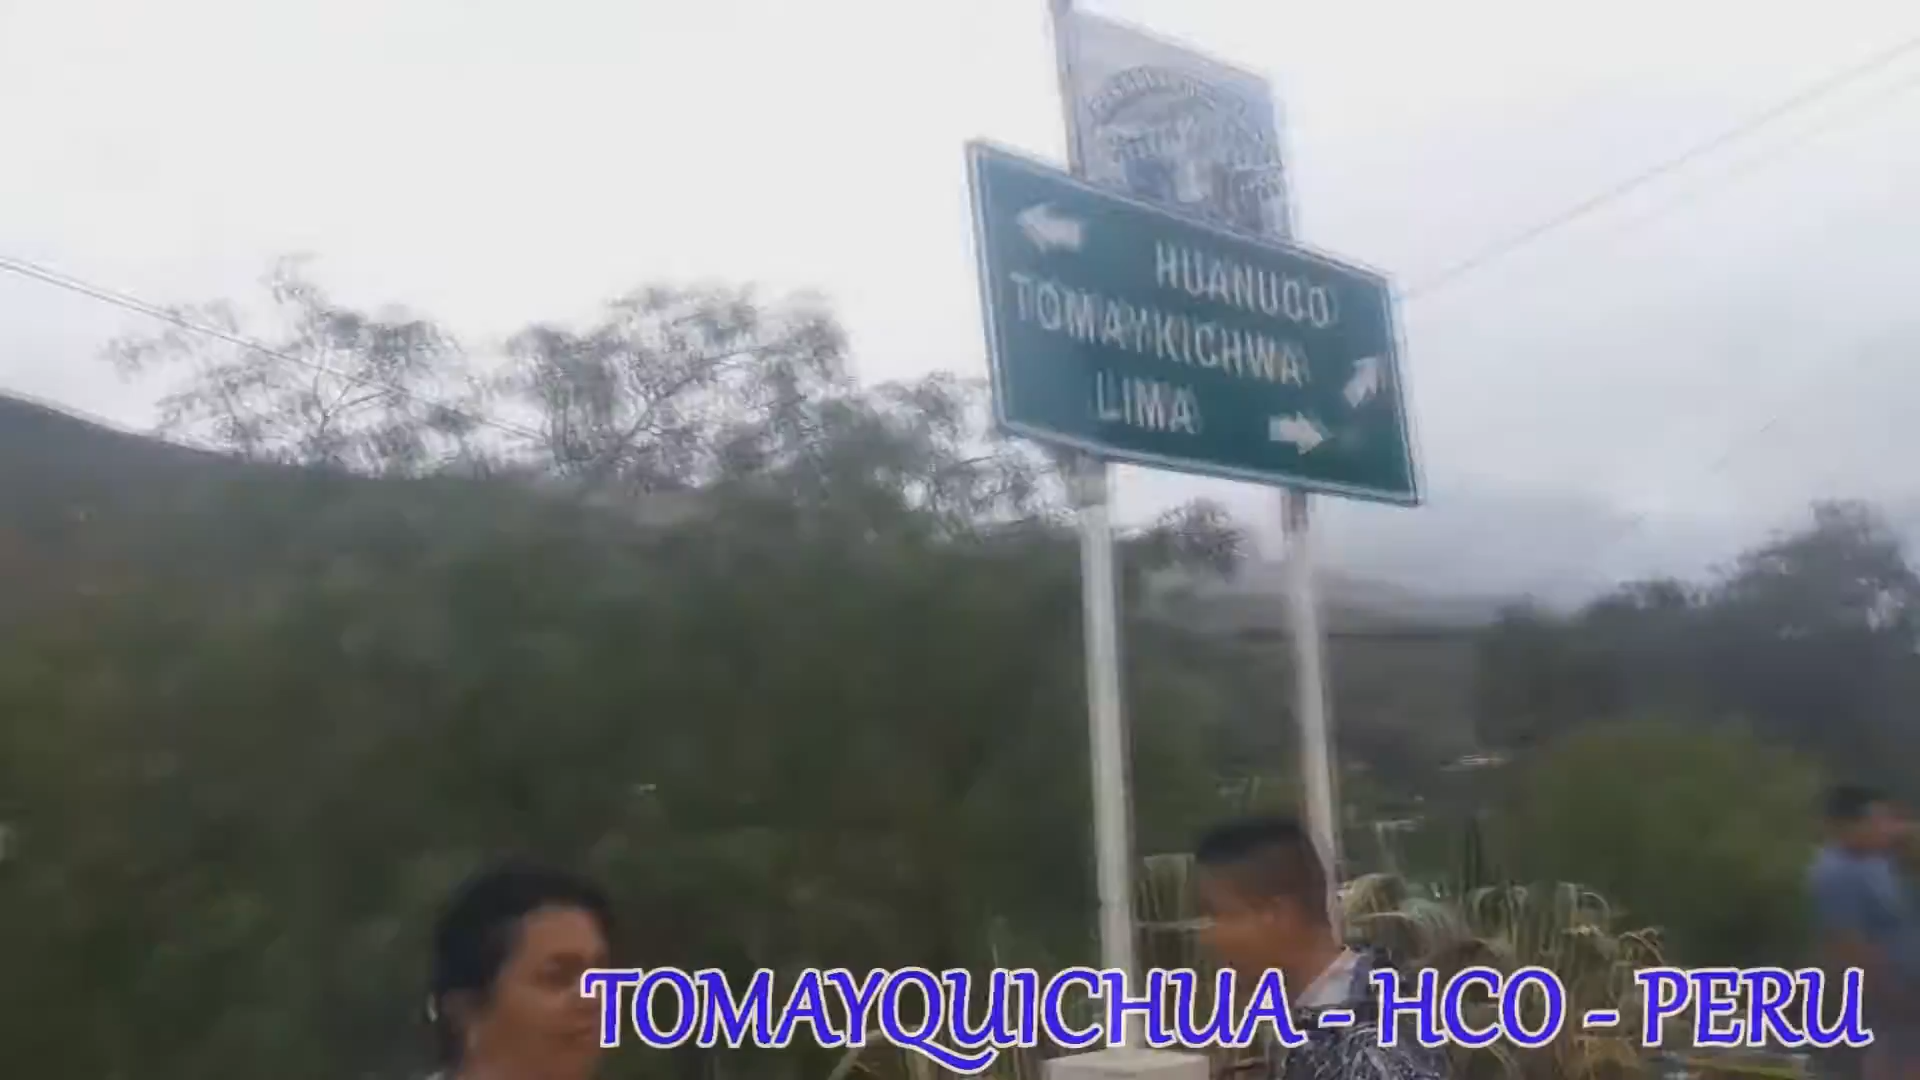 HUANUCO
TOMAYKICHWA
LIMA
TOMAYQUICHUA - HCO - PERU